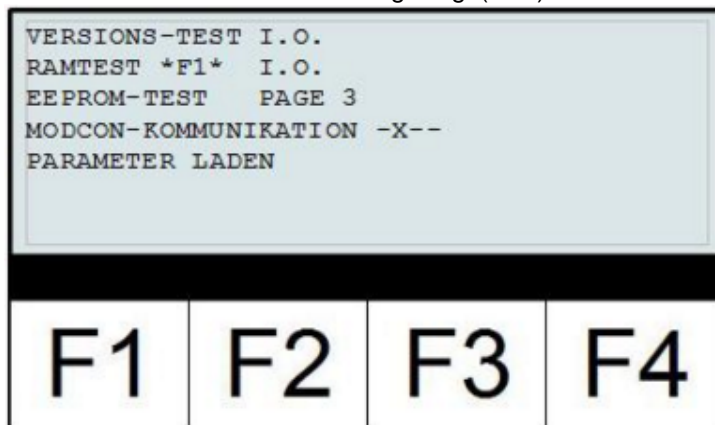 VERSIONS-TEST I.O.
RAMTEST *F1* I.O.
EEPROM-TEST PAGE 3
MODCON-KOMMUNIKATION -X--
PARAMETER LADEN
F1 F2 F3 F4